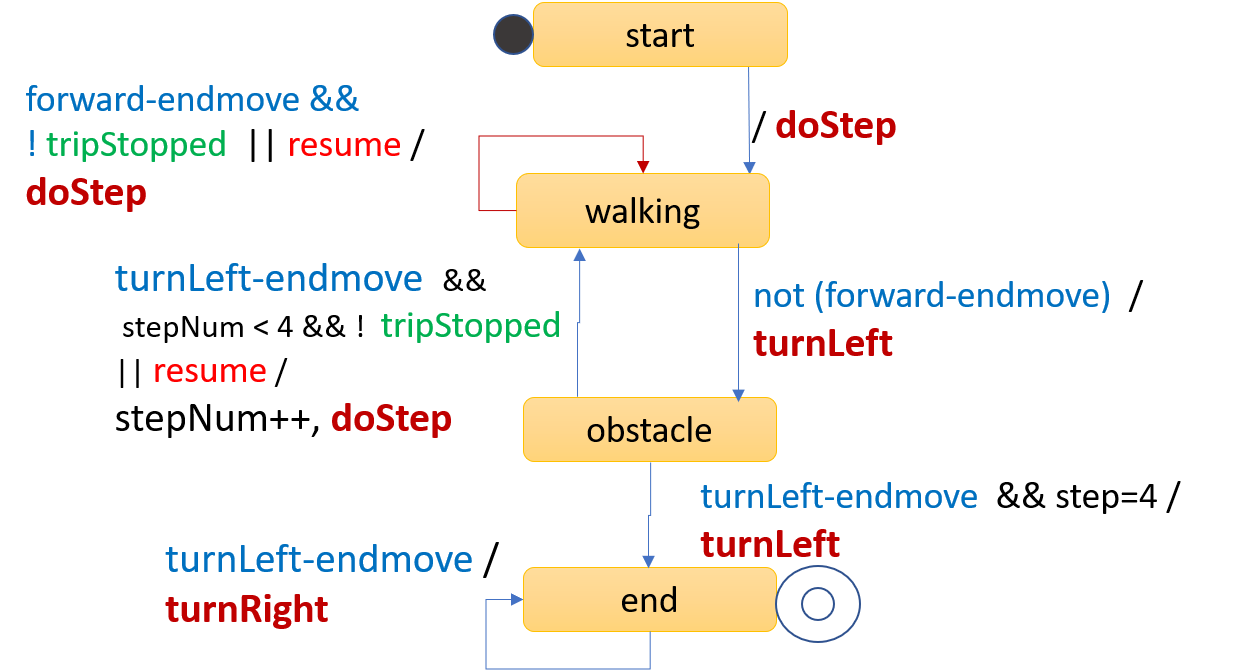 start
forward-endmove &&
! tripStopped || resume /
doStep
/ doStep
walking
turnLeft-endmove &&
stepNum < 4 && ! tripStopped
|| resume /
stepNum++, doStep
not (forward-endmove) /
turnLeft
obstacle
turnLeft-endmove && step=4 /
turnLeft
turnLeft-endmove /
turnRight
end